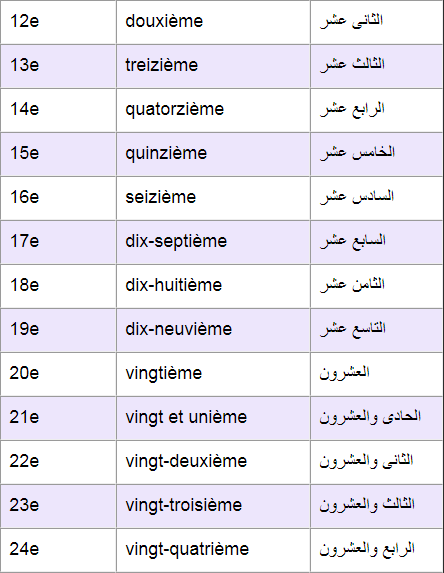 12e douxième الثانى عشر
13e treizième الثالث عشر
14e quatorzième الرابع عشر
15e quinzième الخامس عشر
16e seizième السادس عشر
17e dix-septième السابع عشر
18e dix-huitième الثامن عشر
19e dix-neuvième التاسع عشر
20e vingtième العشرون
21e vingt et unième الحادى والعشرون
22e vingt-deuxième الثانى والعشرون
23e vingt-troisième الثالث والعشرون
24e vingt-quatrième الرابع والعشرون